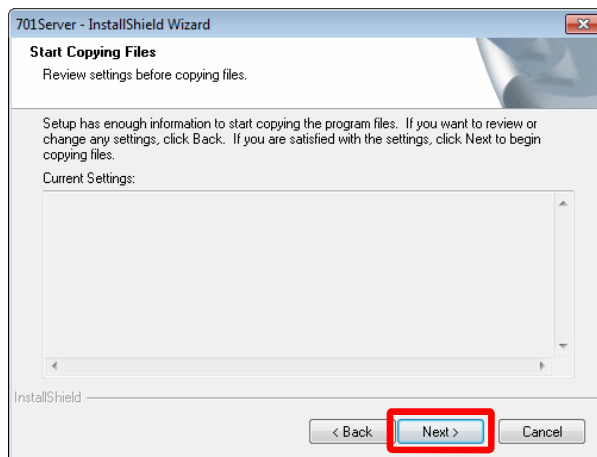 701Server - InstallShield Wizard
Start Copying Files
Review settings before copying files.
Setup has enough information to start copying the program files. If you want to review or
change any settings, click Back. If you are satisfied with the settings, click Next to begin
copying files.
Current Settings:
InstallShield
< Back Next > Cancel